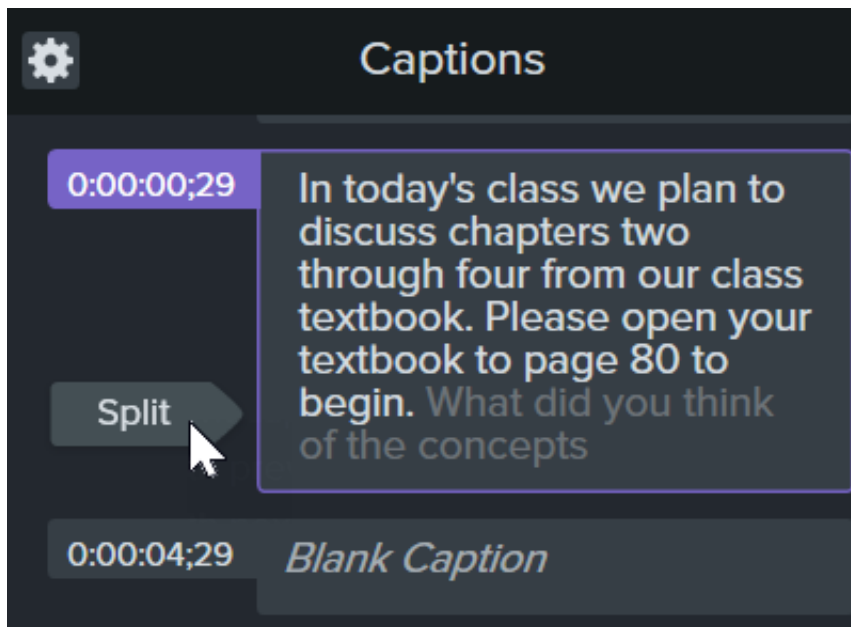 Captions
0:00:00;29
In today's class we plan to
discuss chapters two
through four from our class
textbook. Please open your
textbook to page 80 to
begin. What did you think
of the concepts
Split
0:00:04;29
Blank Caption